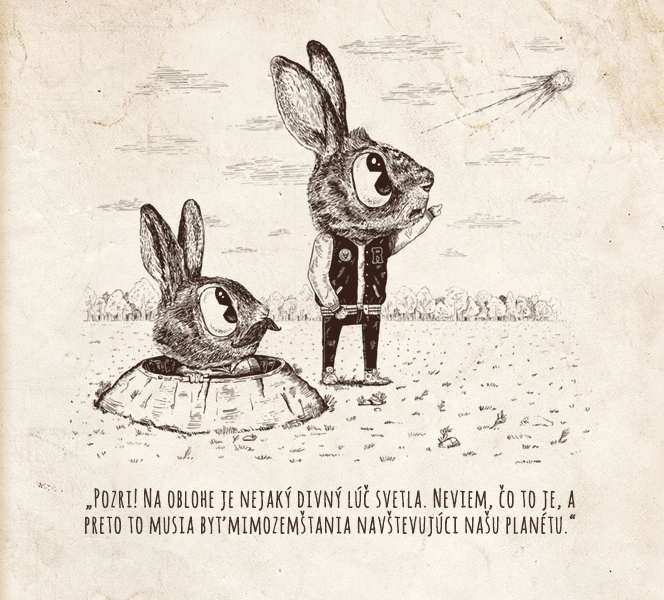 „Pozri! Na oblohe je nejaký divný lúč svetla. Neviem, čo to je, a
preto to musia byť mimozemšťania navštevujúci našu planétu.“
R